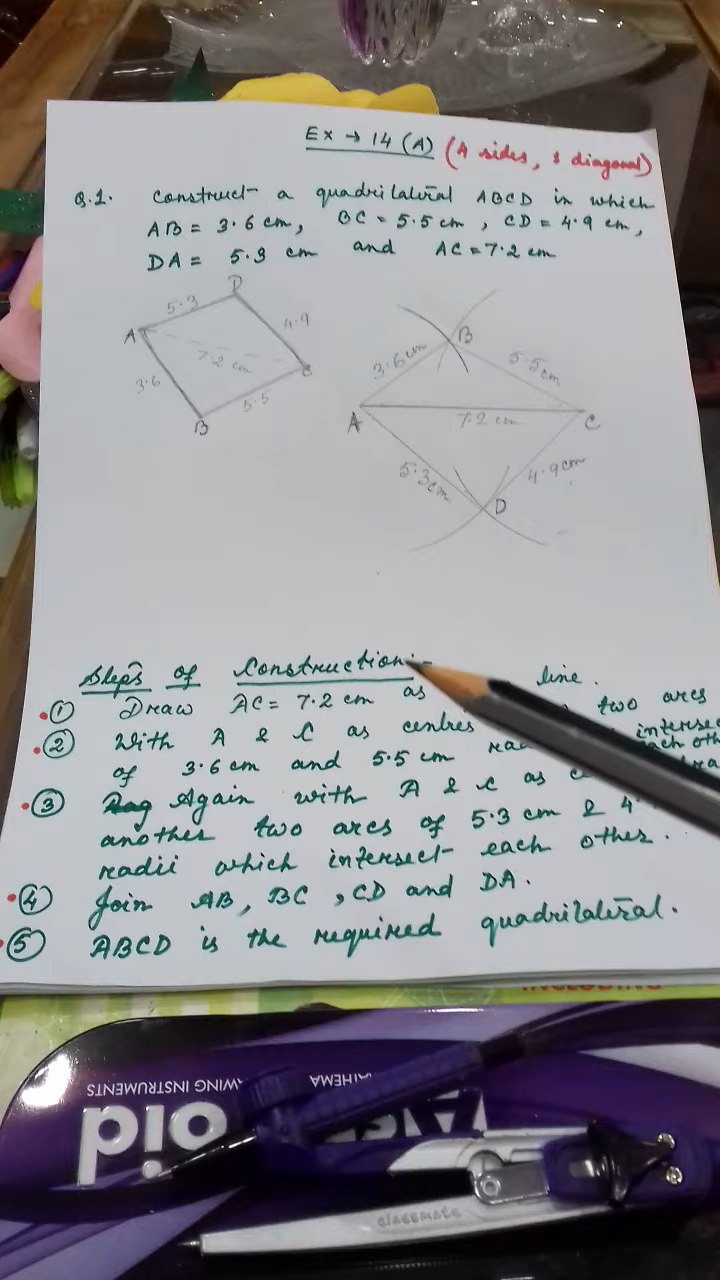 Ex → 14 (A) (4 sides, 1 diagonal)
Q.1. Construct a quadrilateral ABCD in which
AB = 3.6 cm, BC = 5.5 cm, CD = 4.9 cm,
DA = 5.3 cm and AC = 7.2 cm
D
5.3
A
4.9
7.2 cm
C
3.6
5.5
B
B
3.6 cm
5.5 cm
A
7.2 cm
C
5.3 cm
4.9 cm
D
Steps of Construction:-
① Draw AC = 7.2 cm as line.
② With A & C as centres two arcs
of 3.6 cm and 5.5 cm
③ Again with A & C as
another two arcs of 5.3 cm & 4.
radii which intersect each other.
④ Join AB, BC, CD and DA.
⑤ ABCD is the required quadrilateral.
INCLUDING
WING INSTRUMENTS
oid
classmate